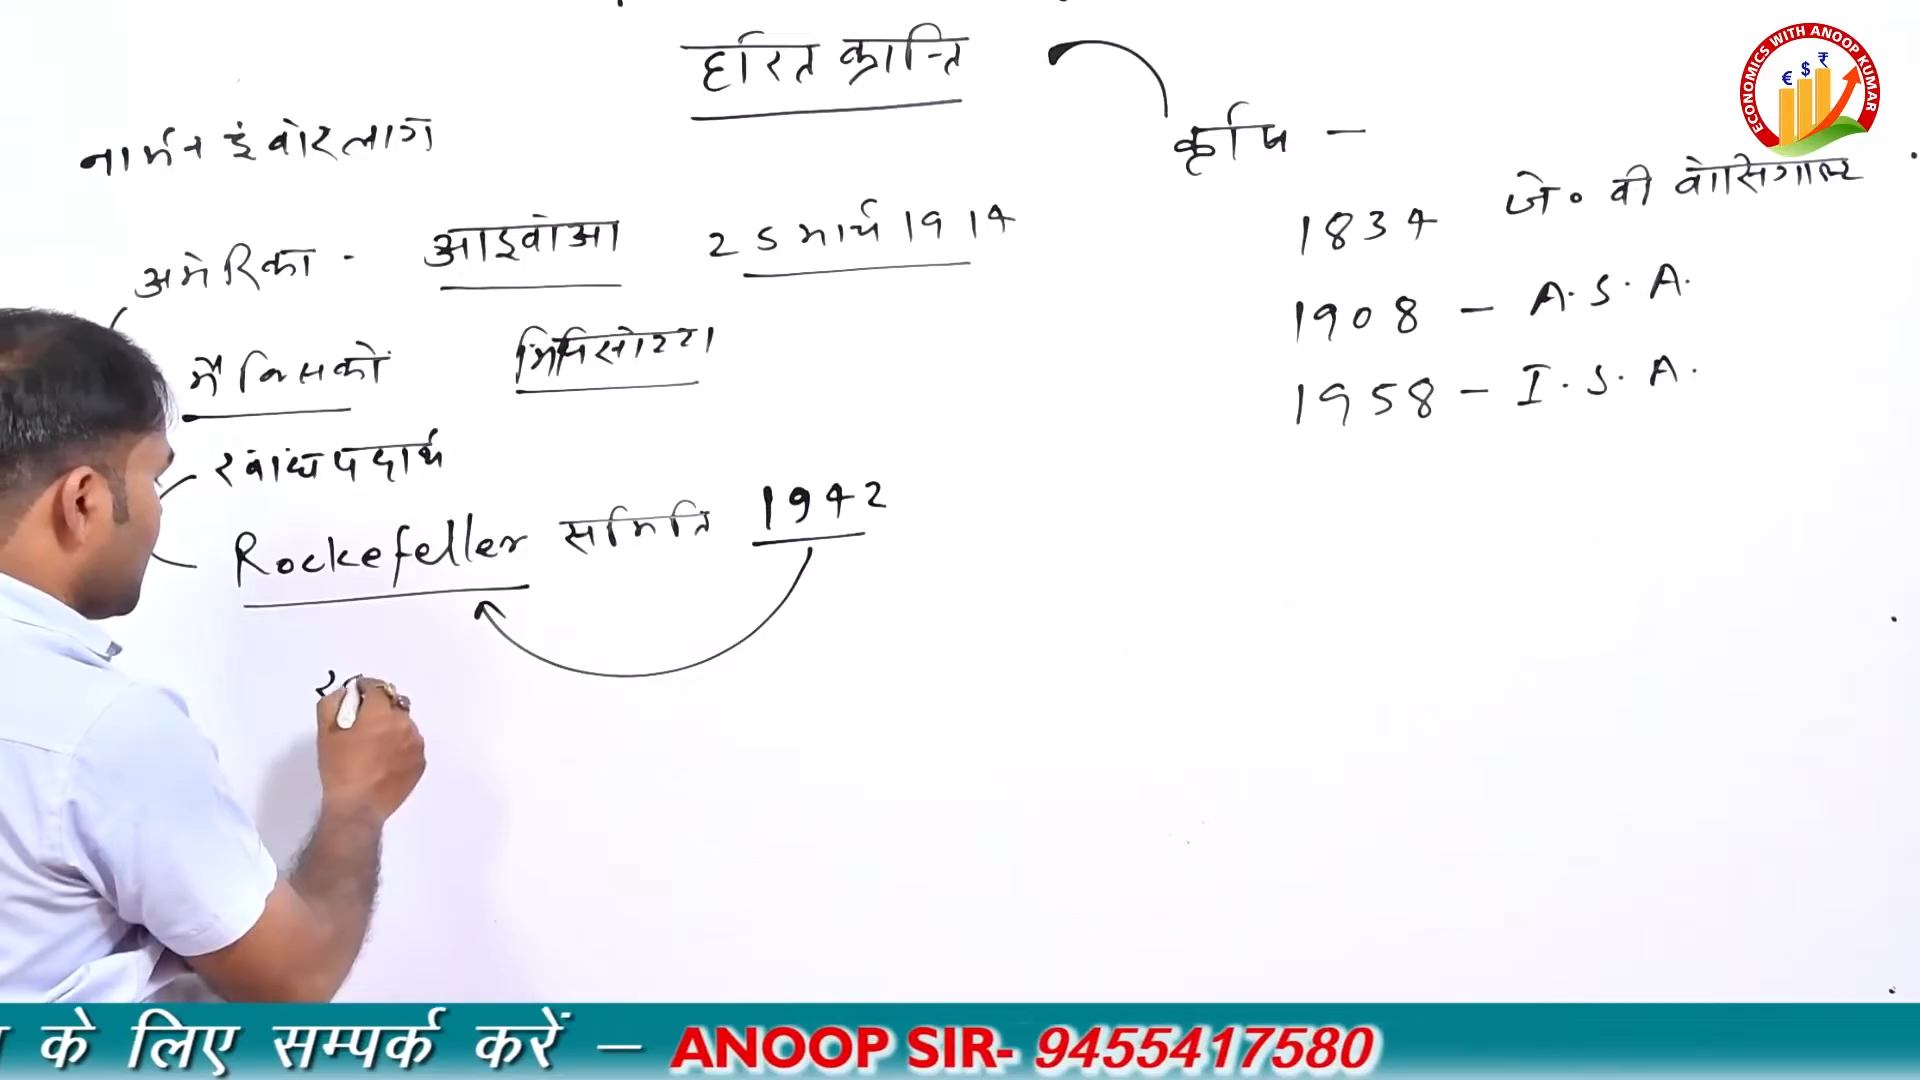 हरित क्रान्ति
नार्मन ई बोरलाग
कृषि –
अमेरिका - आइवोआ 25 मार्च 1914
1834 जे॰ वी वोसिगाल्ट
1908 – A.S.A.
मैक्सिको
1958 – I.S.A.
खाद्य पदार्थ
Rockefeller समिति 1942
ECONOMICS WITH ANOOP KUMAR
€ $ ₹
के लिए सम्पर्क करें – ANOOP SIR- 9455417580